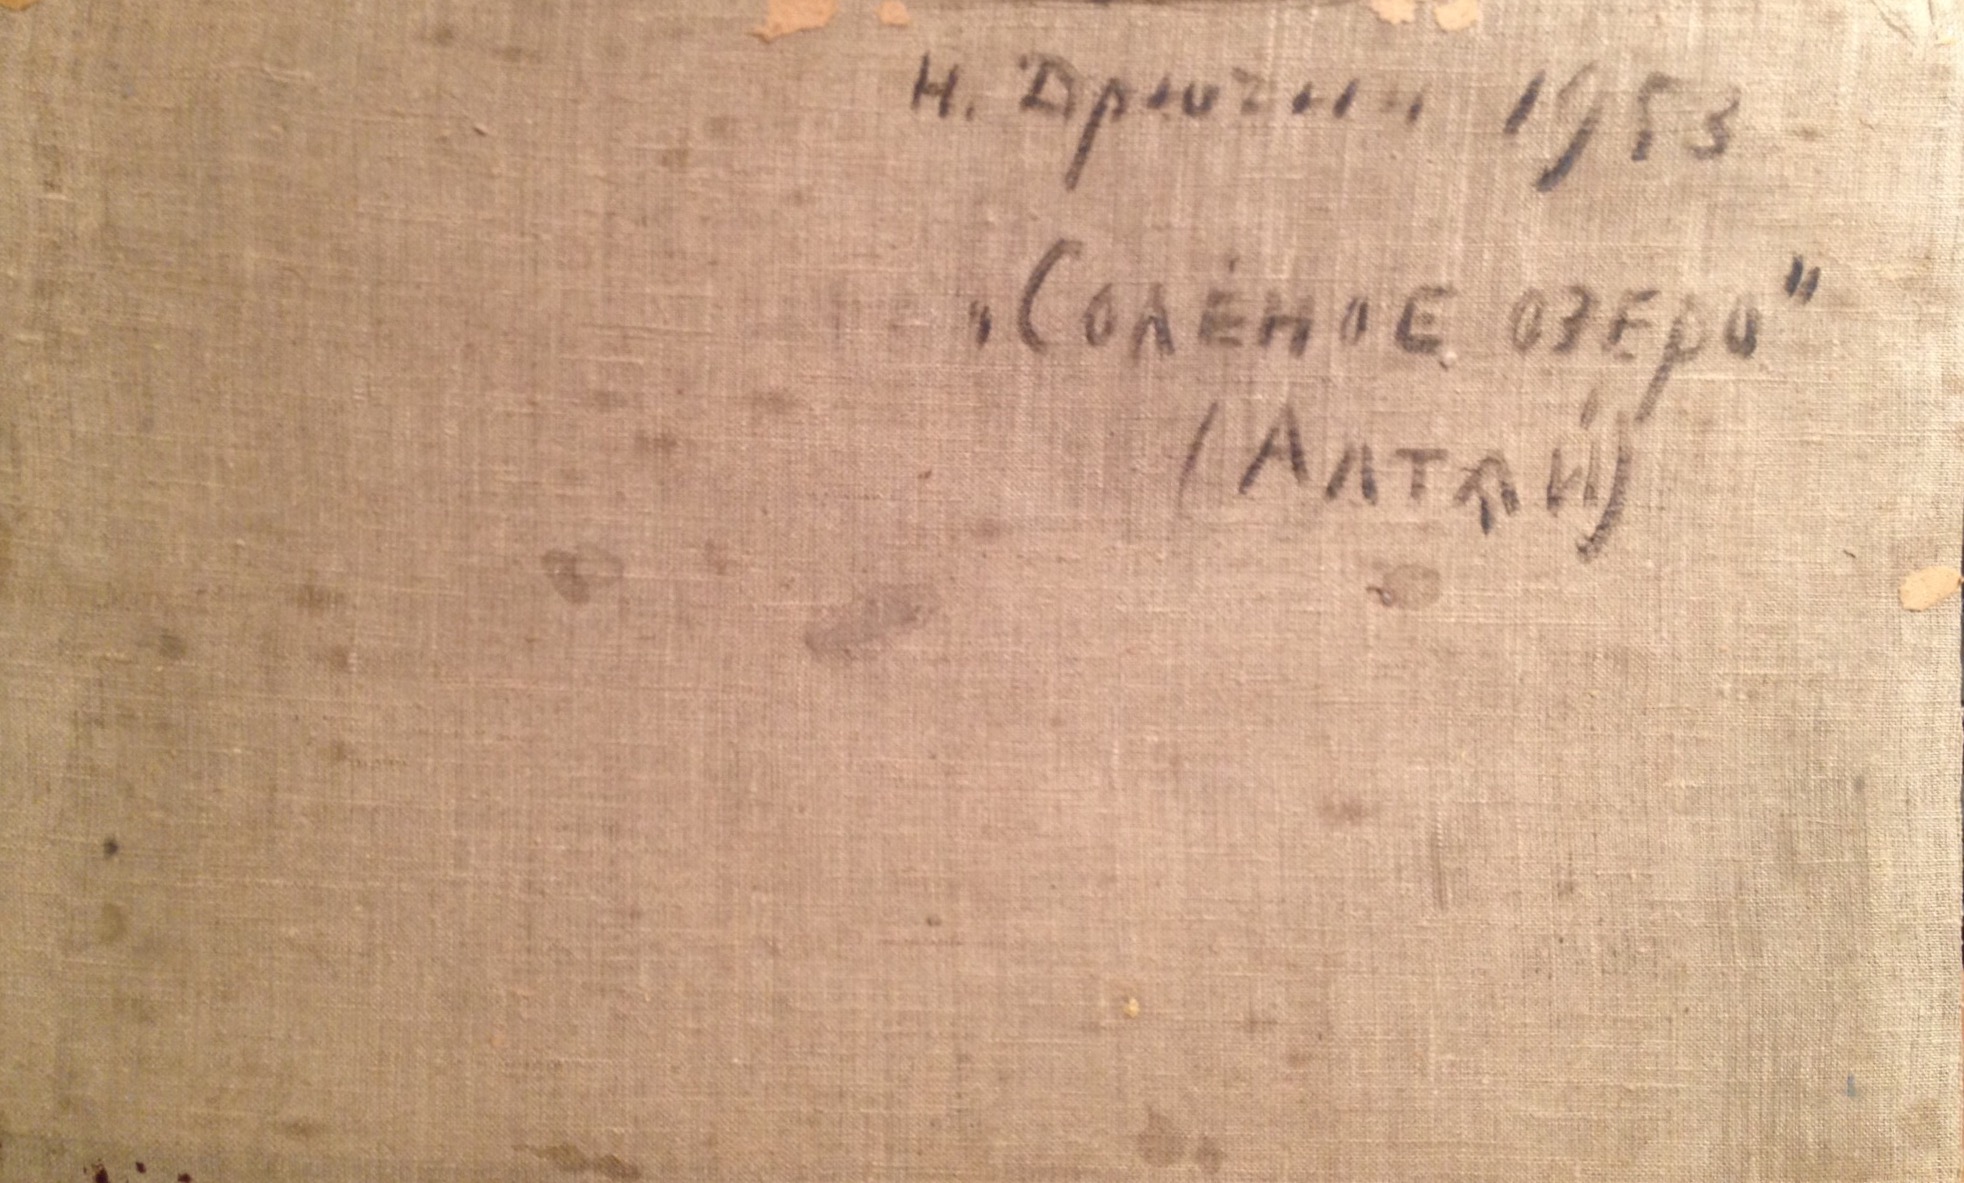 Н. Дрючин 1953
"Солёное озеро"
(Алтай)